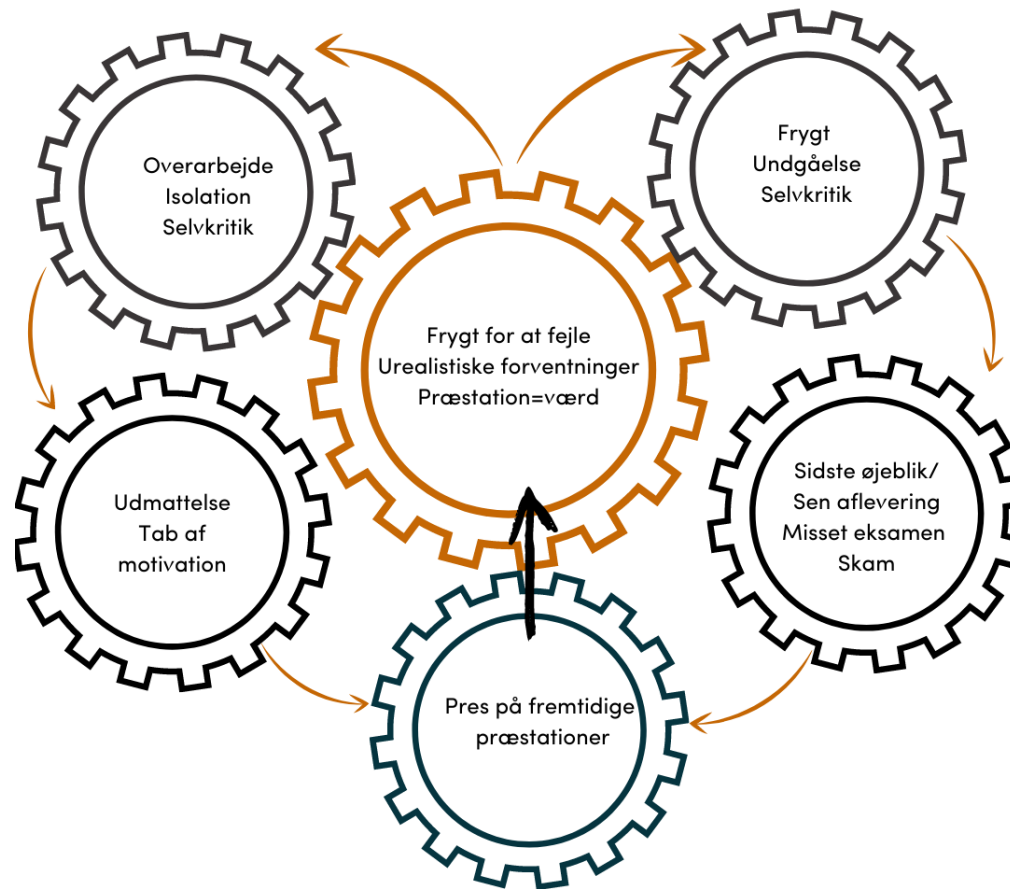 Overarbejde
Isolation
Selvkritik
Frygt
Undgåelse
Selvkritik
Frygt for at fejle
Urealistiske forventninger
Præstation=værd
Udmattelse
Tab af
motivation
Sidste øjeblik/
Sen aflevering
Misset eksamen
Skam
Pres på fremtidige
præstationer